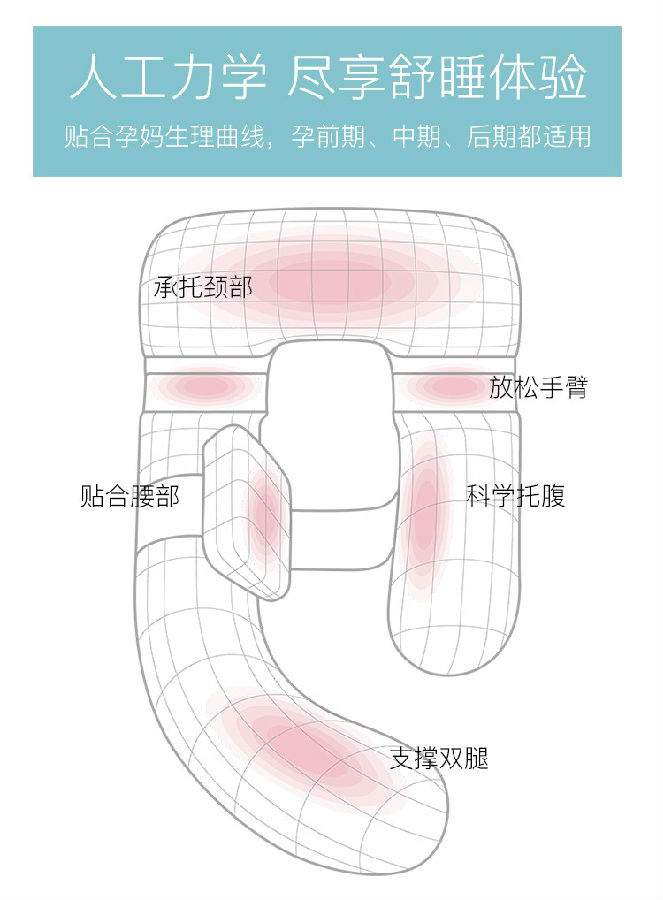 人工力学 尽享舒睡体验
贴合孕妈生理曲线，孕前期、中期、后期都适用
承托颈部
放松手臂
贴合腰部
科学托腹
支撑双腿